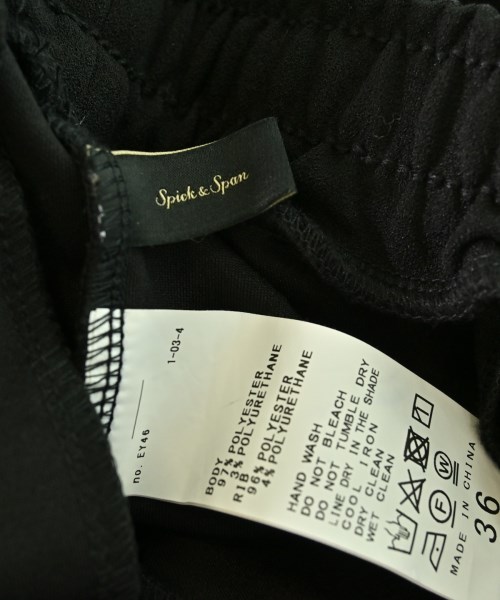 Spick & Span
1-03-4
no. EY46
BODY
97% POLYESTER
3% POLYURETHANE
RIB
96% POLYESTER
4% POLYURETHANE
HAND WASH
DO NOT BLEACH
DO NOT TUMBLE DRY
LINE DRY IN THE SHADE
COOL IRON
DRY CLEAN
WET CLEAN
F
W
MADE IN CHINA
36